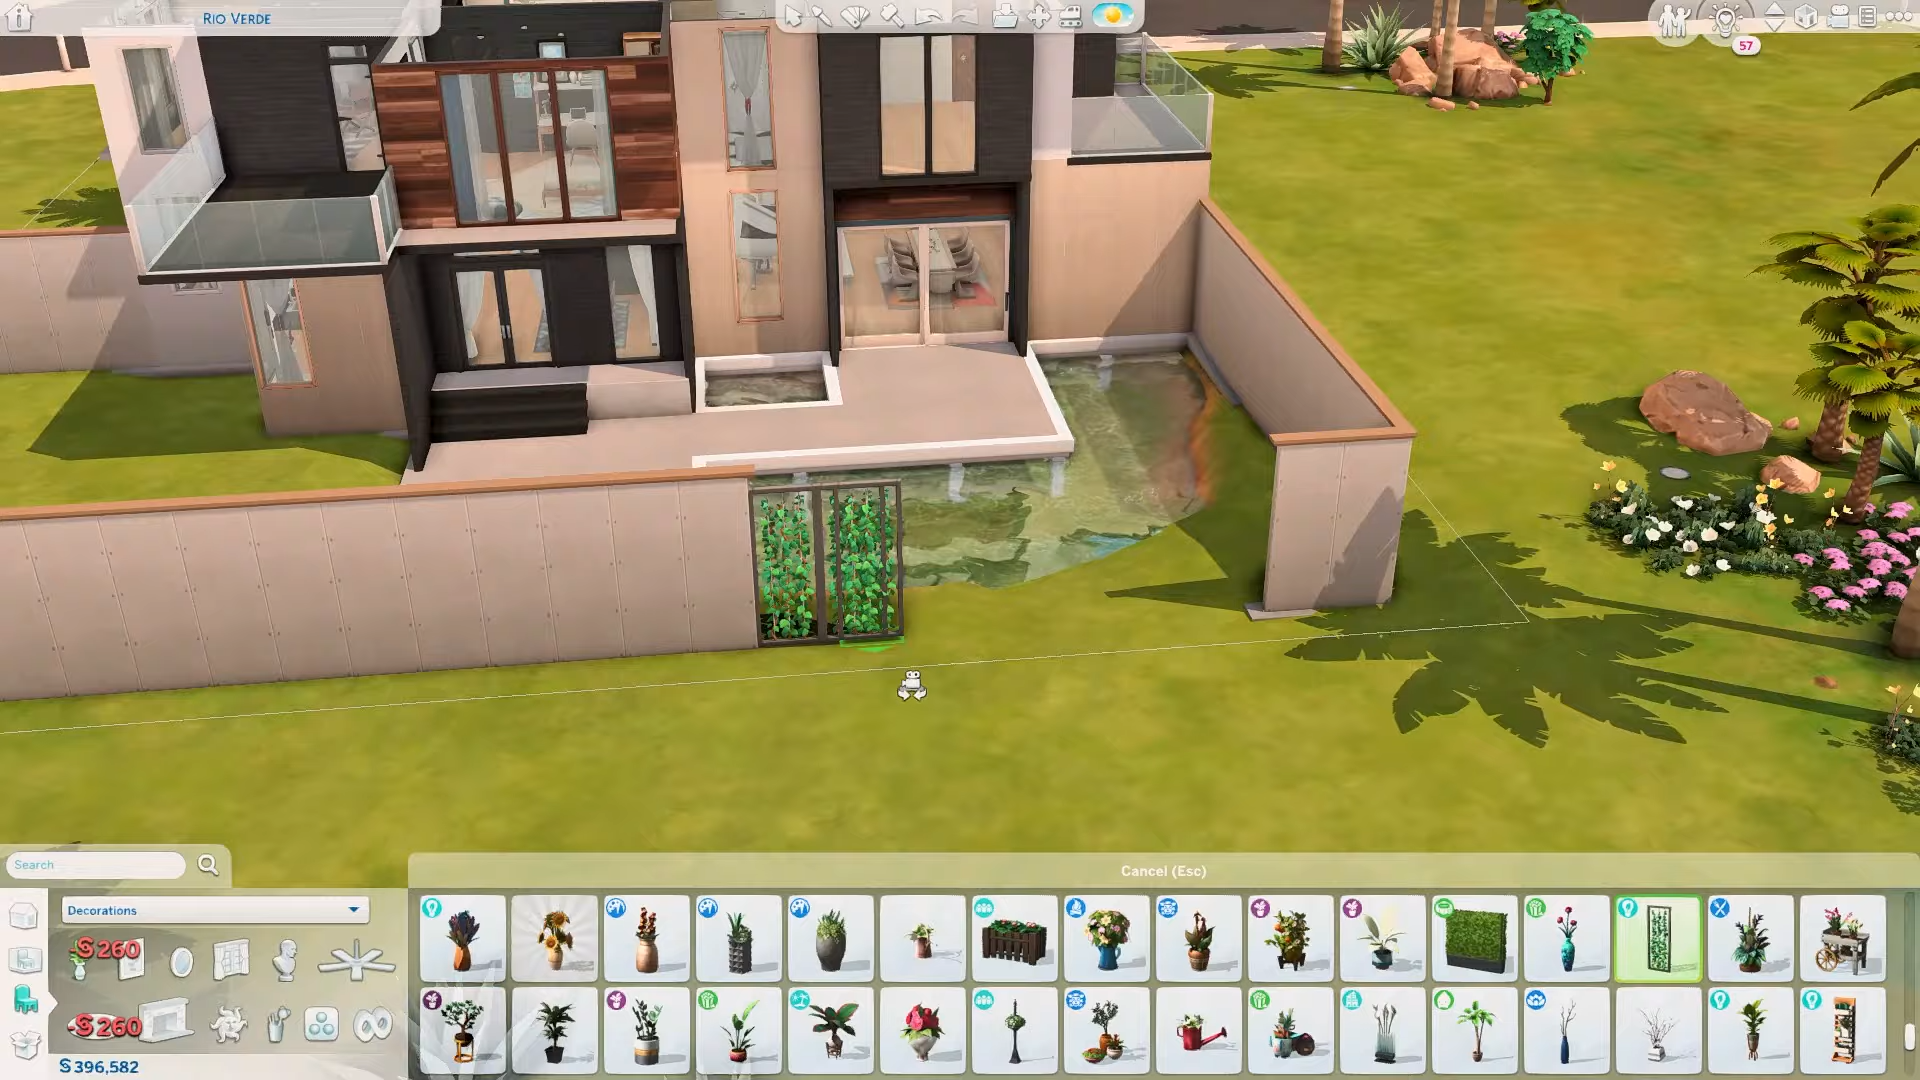 RIO VERDE
57
Cancel (Esc)
Search
Decorations
-§260
-§260
§396,582